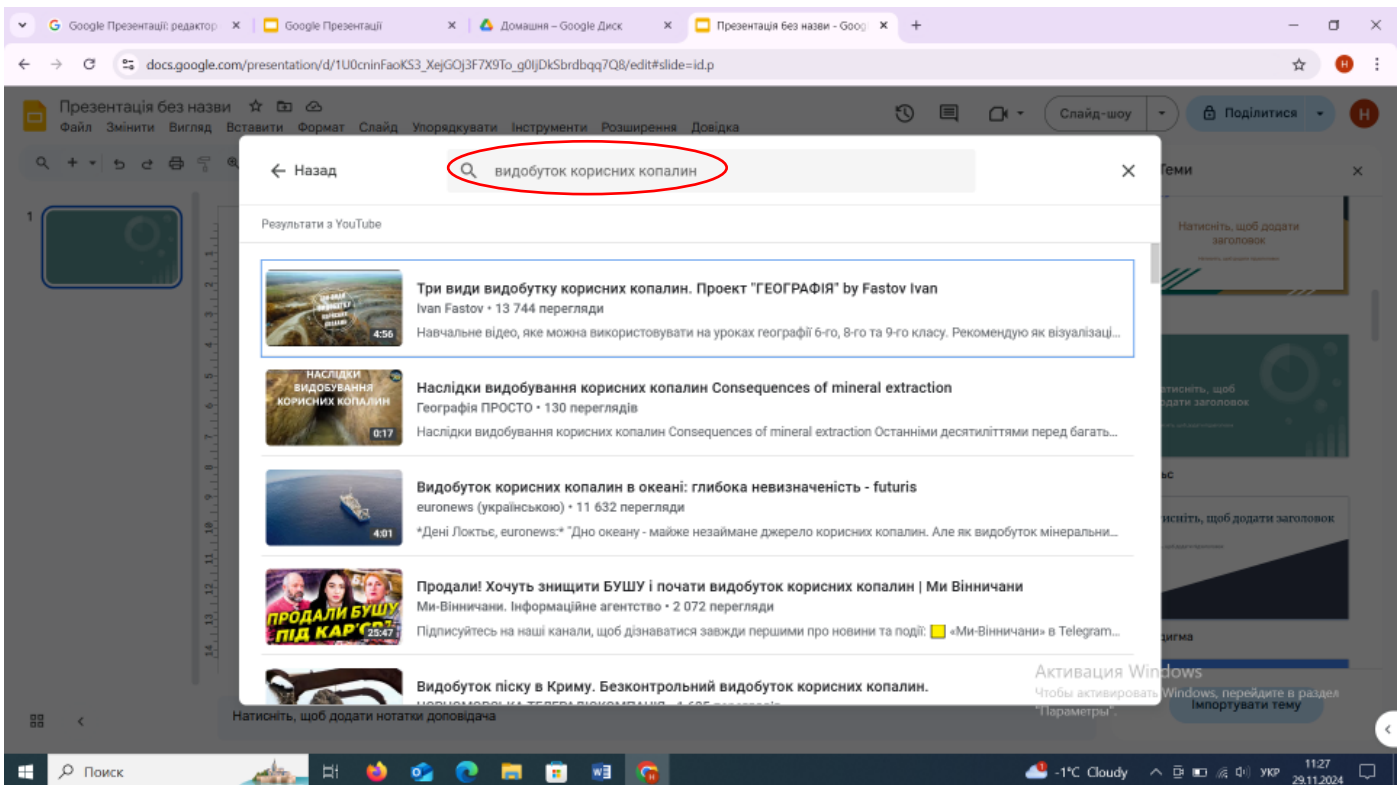 Google Презентації: редактор
Google Презентації
Домашня – Google Диск
Презентація без назви - Goog
docs.google.com/presentation/d/1U0cninFaoKS3_XejGOj3F7X9To_g0IjDkSbrdbqq7Q8/edit#slide=id.p
Н
Презентація без назви
Файл Змінити Вигляд Вставити Формат Слайд Упорядкувати Інструменти Розширення Довідка
Слайд-шоу
Поділитися
Н
Назад
видобуток корисних копалин
Теми
Результати з YouTube
1
Натисніть, щоб додати
заголовок
Три види видобутку корисних копалин. Проект "ГЕОГРАФІЯ" by Fastov Ivan
Ivan Fastov • 13 744 перегляди
Навчальне відео, яке можна використовувати на уроках географії 6-го, 8-го та 9-го класу. Рекомендую як візуалізаці...
4:56
НАСЛІДКИ
ВИДОБУВАННЯ
КОРИСНИХ КОПАЛИН
0:17
Наслідки видобування корисних копалин Consequences of mineral extraction
Географія ПРОСТО • 130 переглядів
Наслідки видобування корисних копалин Consequences of mineral extraction Останніми десятиліттями перед багать...
атисніть, щоб
одати заголовок
ьс
Видобуток корисних копалин в океані: глибока невизначеність - futuris
euronews (українською) • 11 632 перегляди
*Дені Локтьє, euronews:* "Дно океану - майже незаймане джерело корисних копалин. Але як видобуток мінеральни...
4:01
исніть, щоб додати заголовок
Продали! Хочуть знищити БУШУ і почати видобуток корисних копалин | Ми Вінничани
Ми-Вінничани. Інформаційне агентство • 2 072 перегляди
Підписуйтесь на наші канали, щоб дізнаватися завжди першими про новини та події: «Ми-Вінничани» в Telegram...
ПРОДАЛИ БУШУ
ПІД КАР'ЄР
25:47
дигма
Видобуток піску в Криму. Безконтрольний видобуток корисних копалин.
Активация Windows
Чтобы активировать Windows, перейдите в раздел
"Параметры".
Імпортувати тему
Натисніть, щоб додати нотатки доповідача
Поиск
-1°C Cloudy
УКР
11:27
29.11.2024